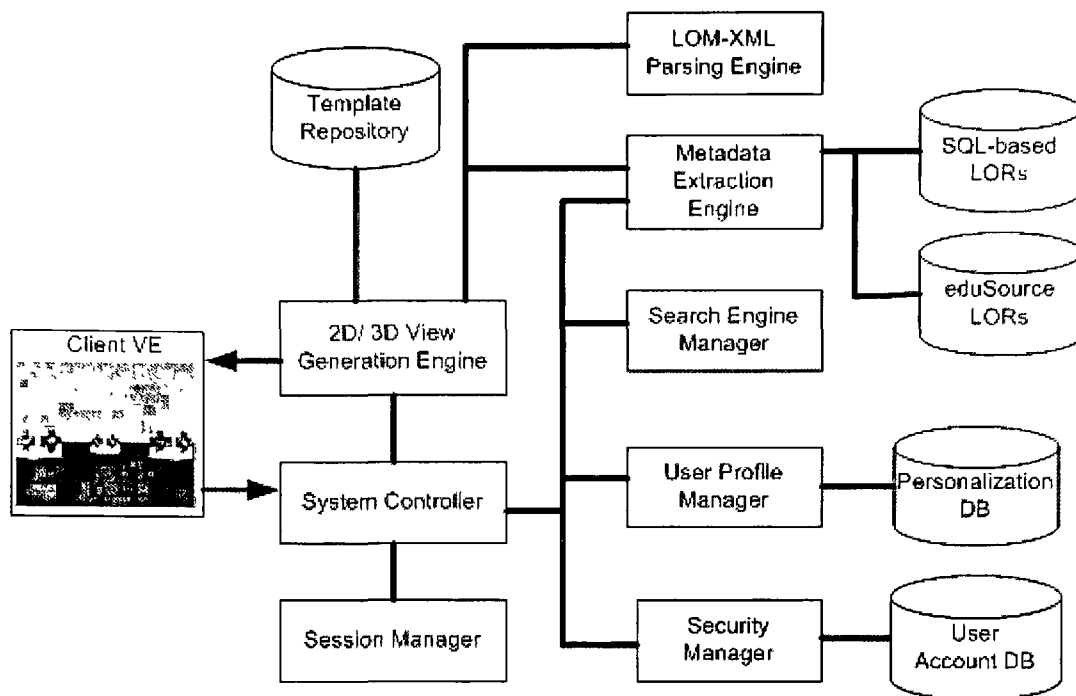 LOM-XML
Parsing Engine
Template
Repository
Metadata
Extraction
Engine
SQL-based
LORs
eduSource
LORs
2D/ 3D View
Generation Engine
Search Engine
Manager
Client VE
System Controller
User Profile
Manager
Personalization
DB
Session Manager
Security
Manager
User
Account DB